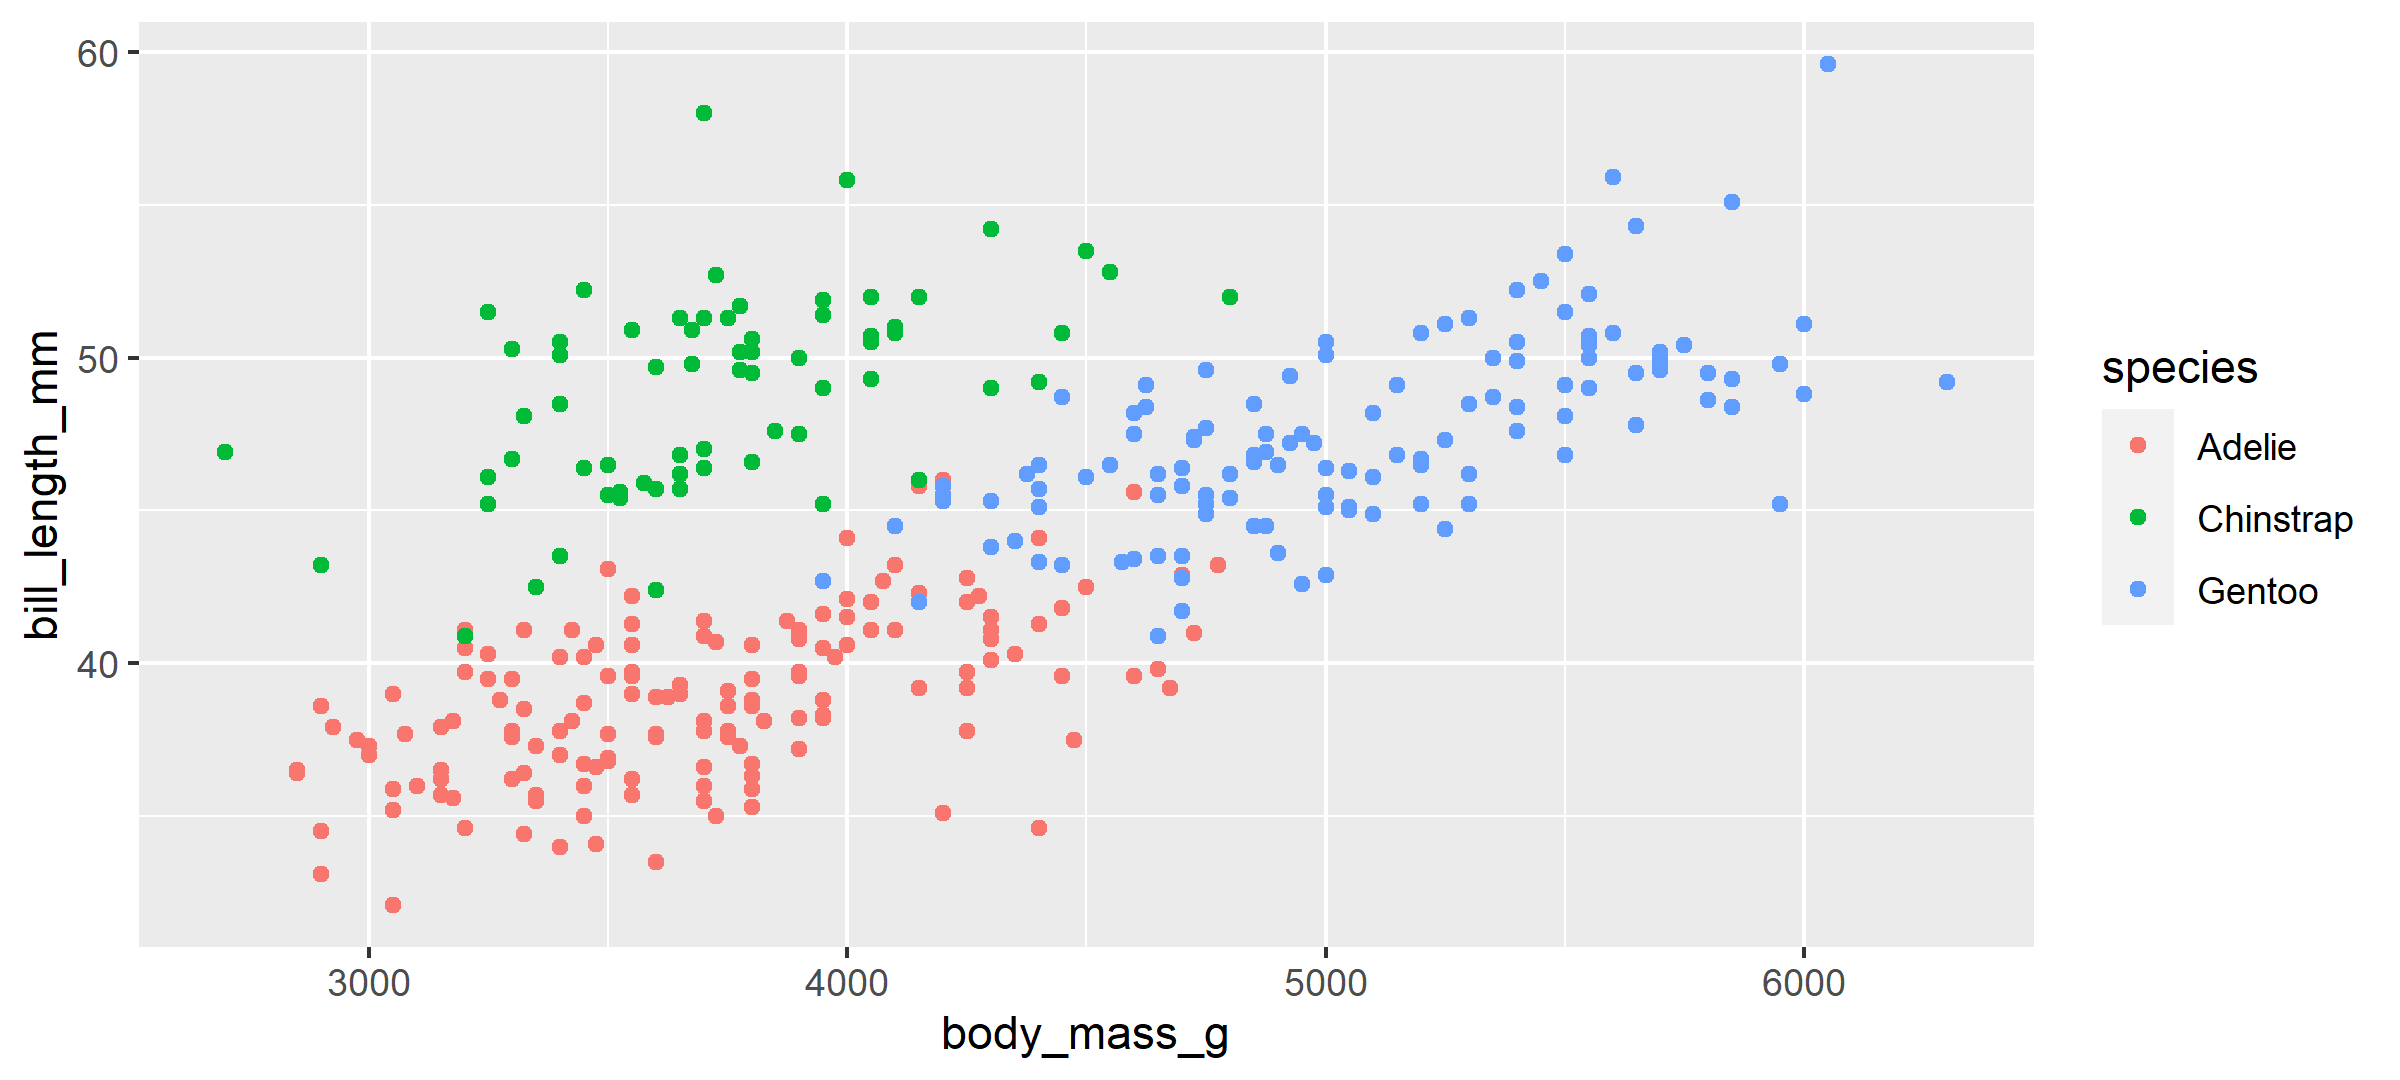 60
50
40
bill_length_mm
3000 4000 5000 6000
body_mass_g
species
Adelie
Chinstrap
Gentoo